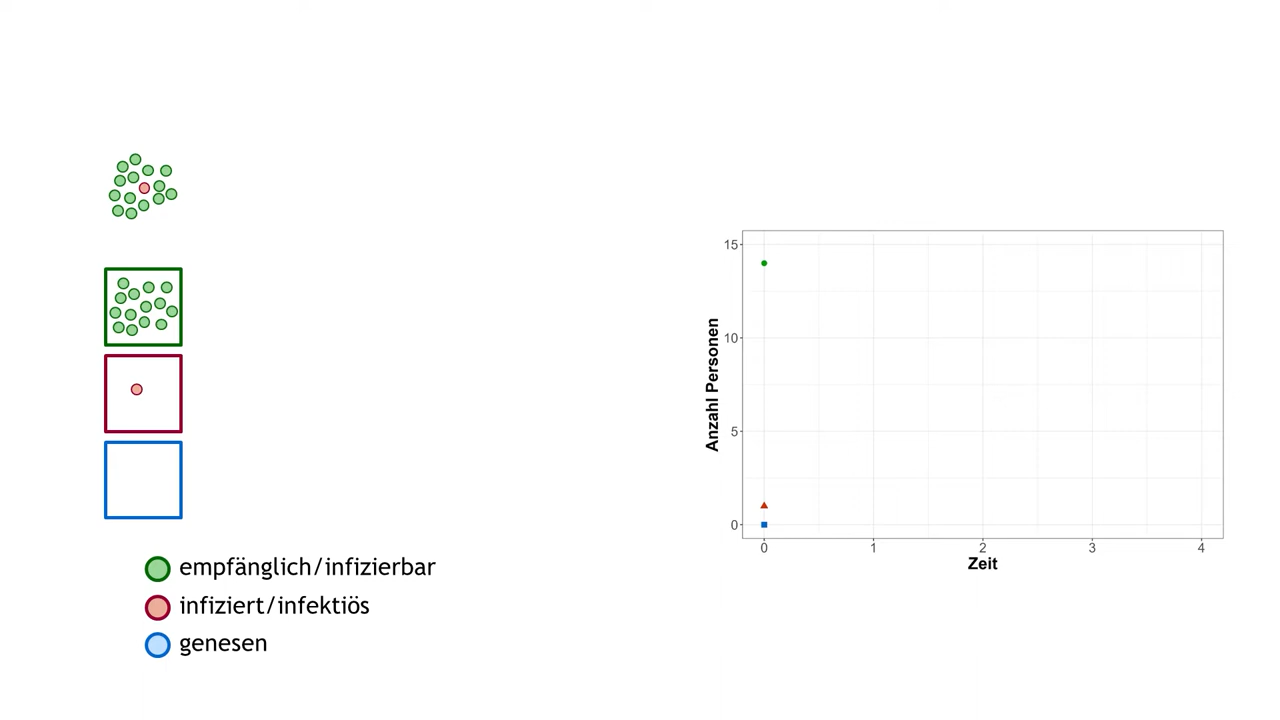 empfänglich/infizierbar
infiziert/infektiös
genesen
Anzahl Personen
15
10
5
0
0 1 2 3 4
Zeit